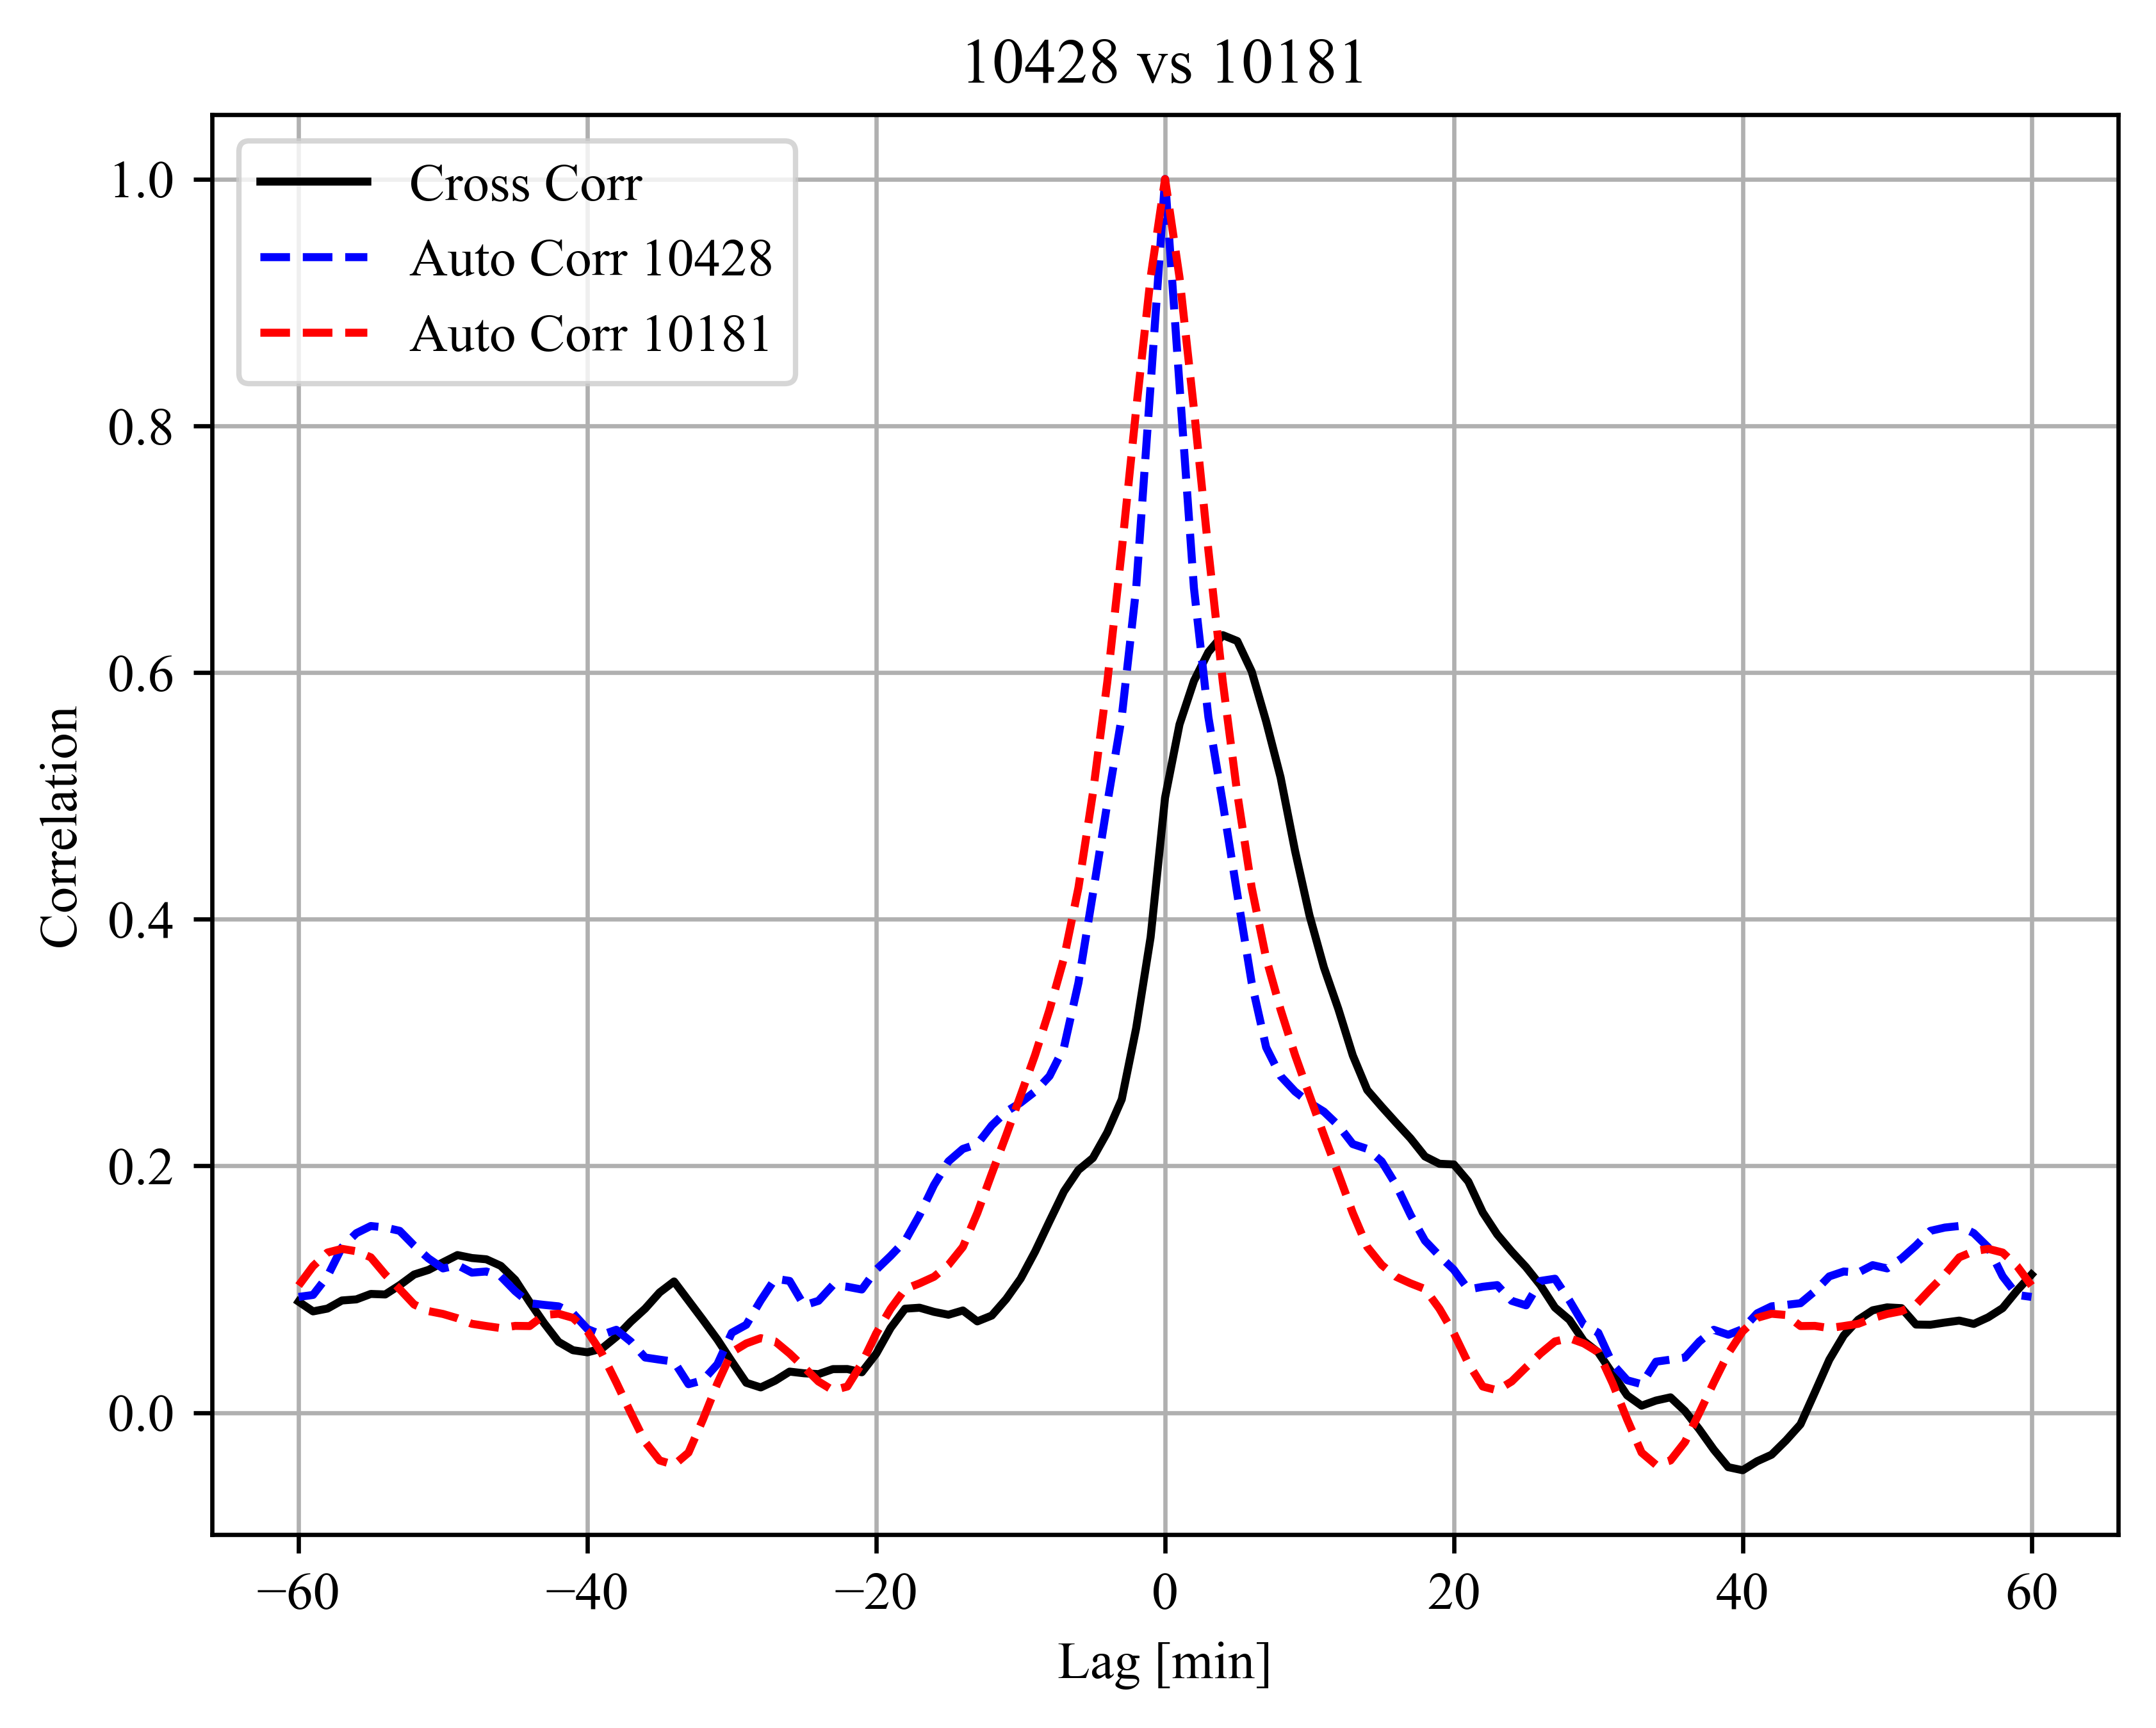 10428 vs 10181
Cross Corr
Auto Corr 10428
Auto Corr 10181
1.0
0.8
0.6
0.4
0.2
0.0
Correlation
−60 −40 −20 0 20 40 60
Lag [min]